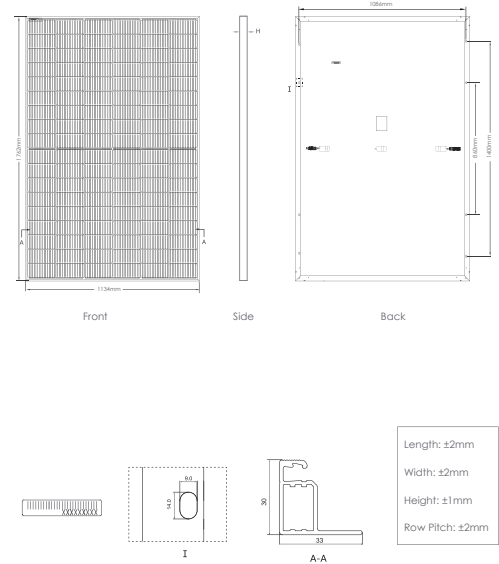 1086mm
H
I
1762mm
840mm
1400mm
A
A
1134mm
Front
Side
Back
9.0
14.0
I
30
33
A-A
Length: ±2mm
Width: ±2mm
Height: ±1mm
Row Pitch: ±2mm